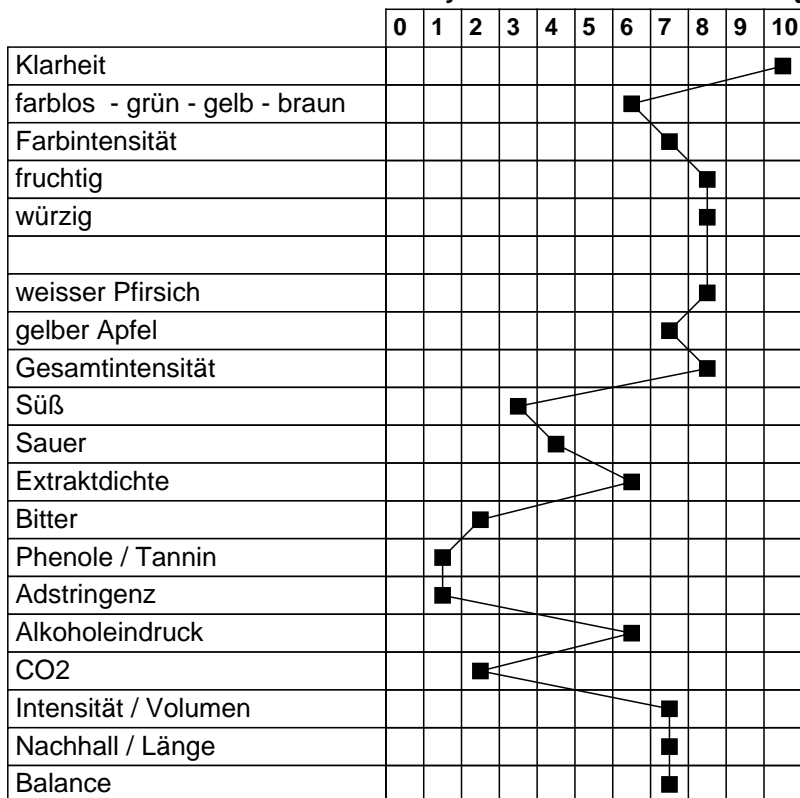 0 1 2 3 4 5 6 7 8 9 10
Klarheit
farblos - grün - gelb - braun
Farbintensität
fruchtig
würzig
weisser Pfirsich
gelber Apfel
Gesamtintensität
Süß
Sauer
Extraktdichte
Bitter
Phenole / Tannin
Adstringenz
Alkoholeindruck
CO2
Intensität / Volumen
Nachhall / Länge
Balance